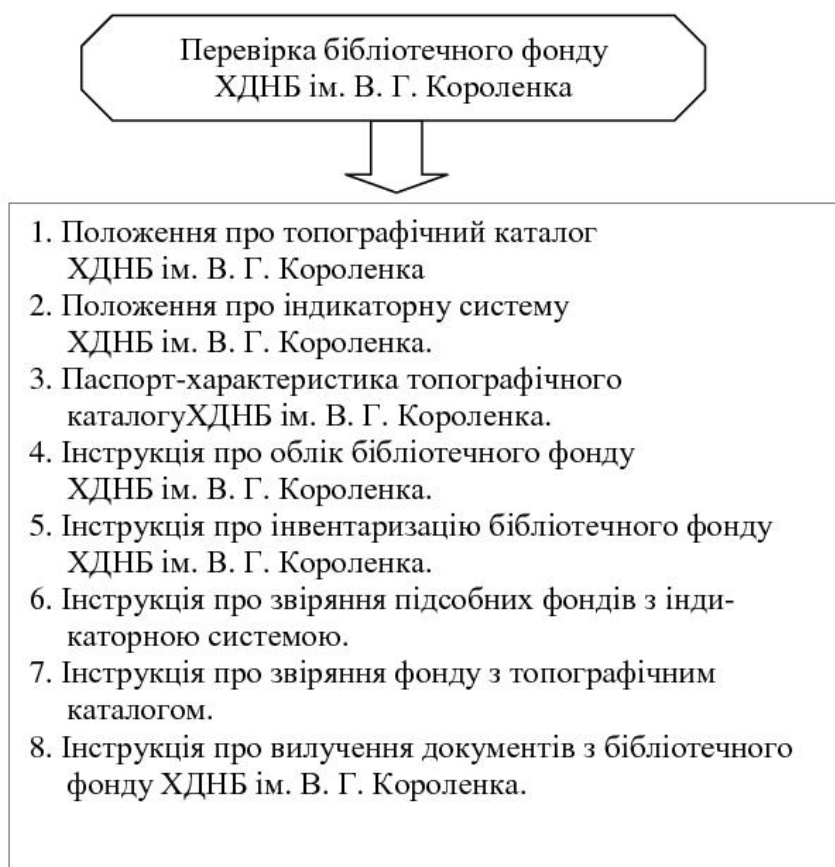 Перевірка бібліотечного фонду
ХДНБ ім. В. Г. Короленка
1. Положення про топографічний каталог
ХДНБ ім. В. Г. Короленка
2. Положення про індикаторну систему
ХДНБ ім. В. Г. Короленка.
3. Паспорт-характеристика топографічного
каталогуХДНБ ім. В. Г. Короленка.
4. Інструкція про облік бібліотечного фонду
ХДНБ ім. В. Г. Короленка.
5. Інструкція про інвентаризацію бібліотечного фонду
ХДНБ ім. В. Г. Короленка.
6. Інструкція про звіряння підсобних фондів з інди-
каторною системою.
7. Інструкція про звіряння фонду з топографічним
каталогом.
8. Інструкція про вилучення документів з бібліотечного
фонду ХДНБ ім. В. Г. Короленка.